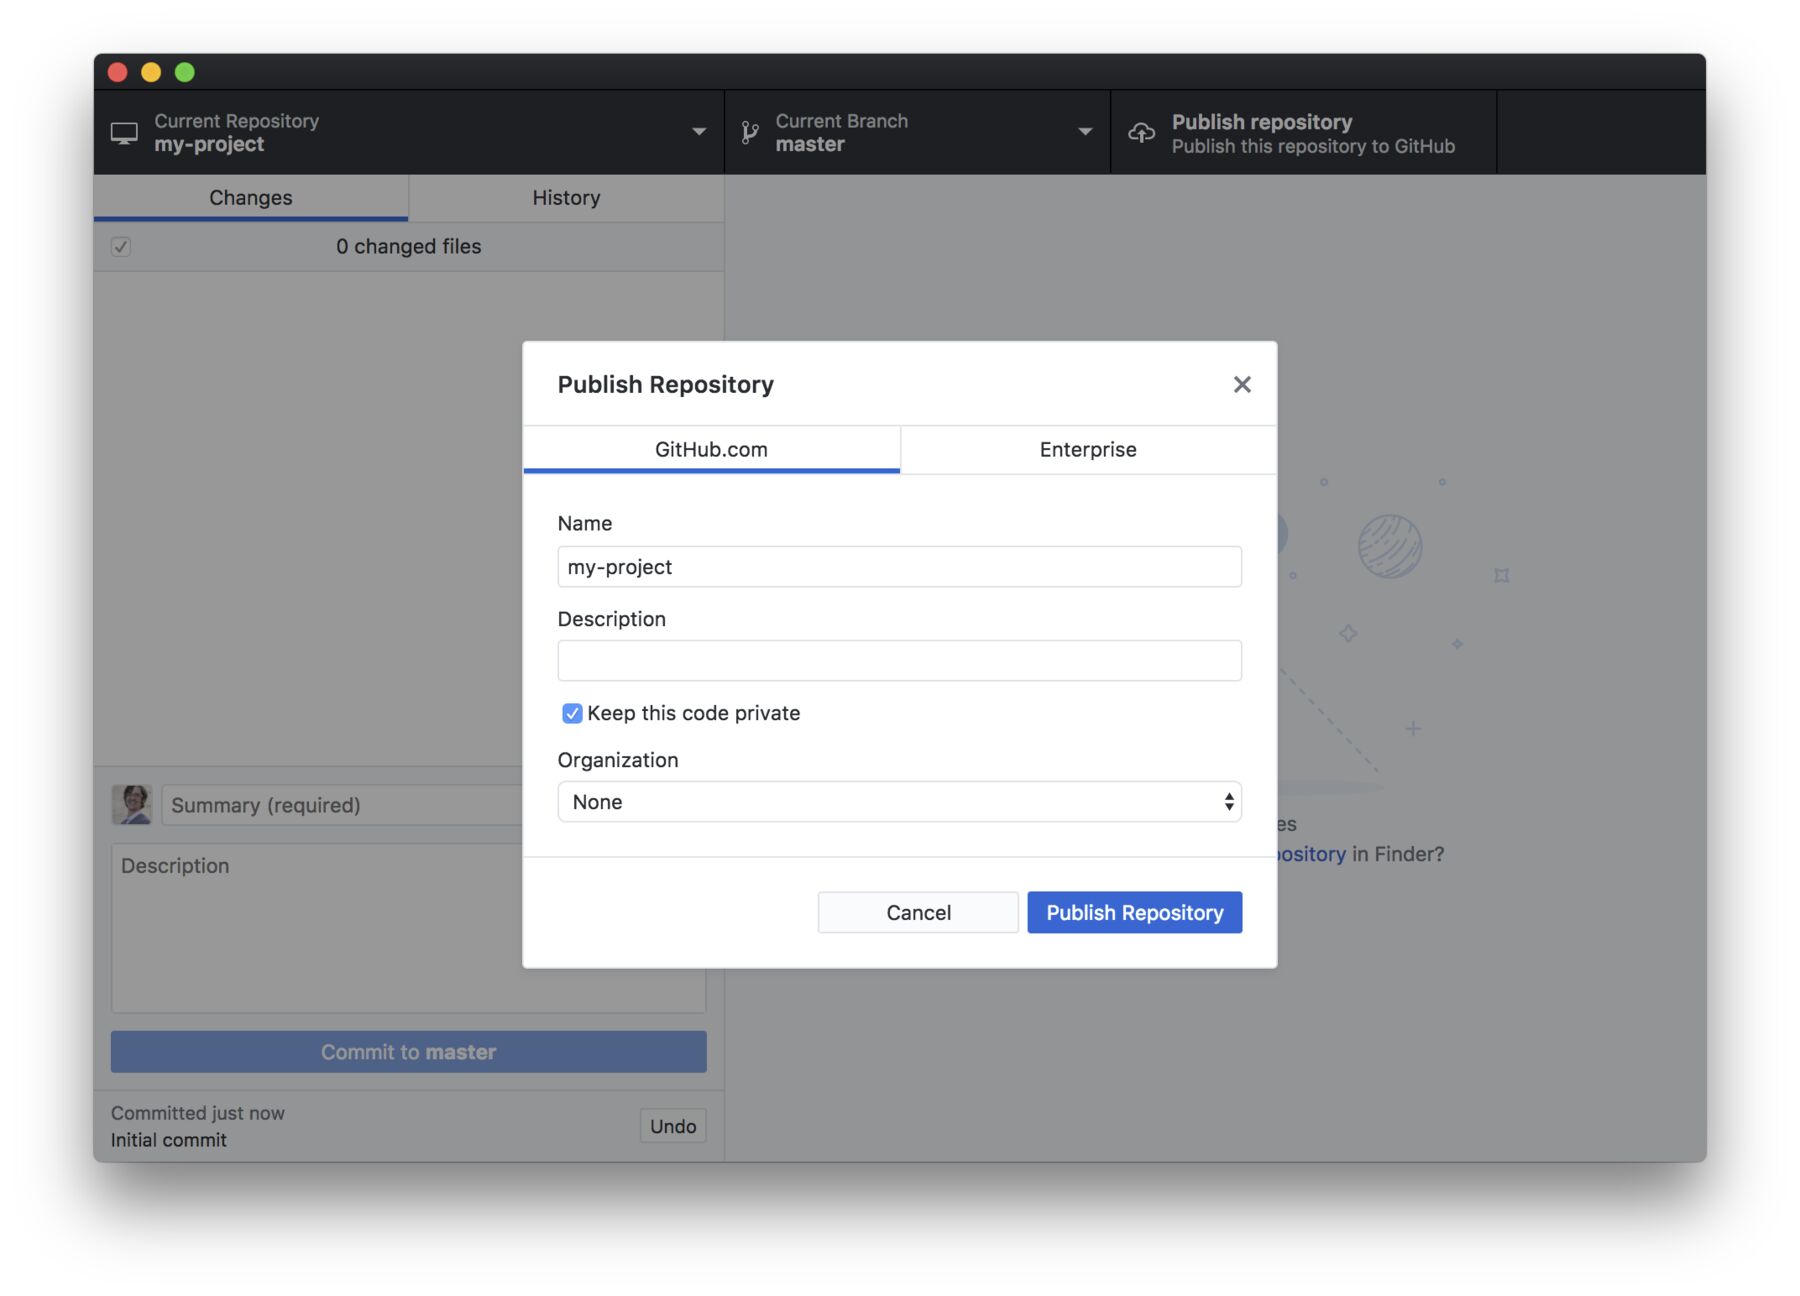 Current Repository
my-project
Current Branch
master
Publish repository
Publish this repository to GitHub
Changes
History
0 changed files
Publish Repository
GitHub.com
Enterprise
Name
my-project
Description
Keep this code private
Organization
None
Cancel
Publish Repository
Summary (required)
Description
Commit to master
Committed just now
Initial commit
Undo
es
ository in Finder?